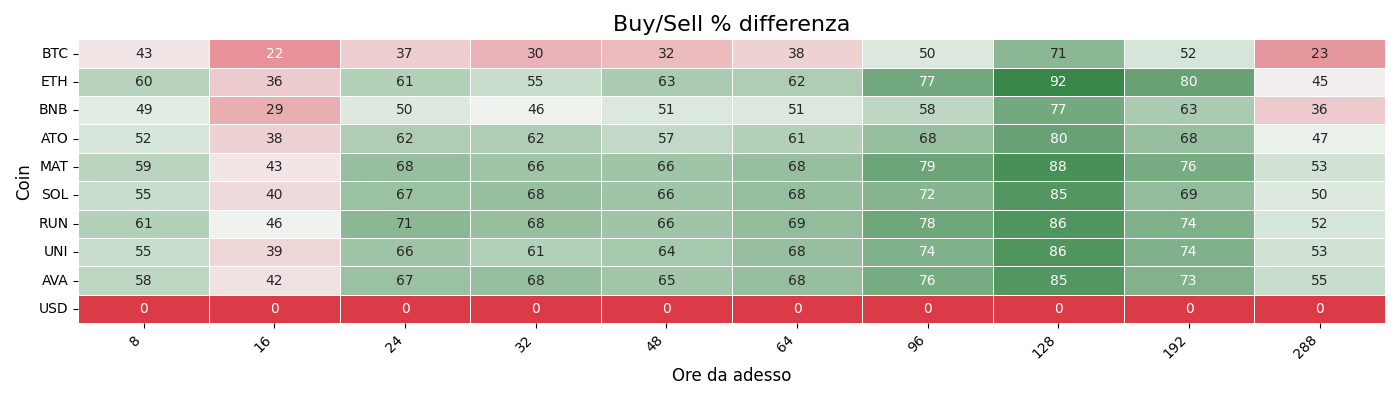 Buy/Sell % differenza
Coin
BTC 43 22 37 30 32 38 50 71 52 23
ETH 60 36 61 55 63 62 77 92 80 45
BNB 49 29 50 46 51 51 58 77 63 36
ATO 52 38 62 62 57 61 68 80 68 47
MAT 59 43 68 66 66 68 79 88 76 53
SOL 55 40 67 68 66 68 72 85 69 50
RUN 61 46 71 68 66 69 78 86 74 52
UNI 55 39 66 61 64 68 74 86 74 53
AVA 58 42 67 68 65 68 76 85 73 55
USD 0 0 0 0 0 0 0 0 0 0
8 16 24 32 48 64 96 128 192 288
Ore da adesso